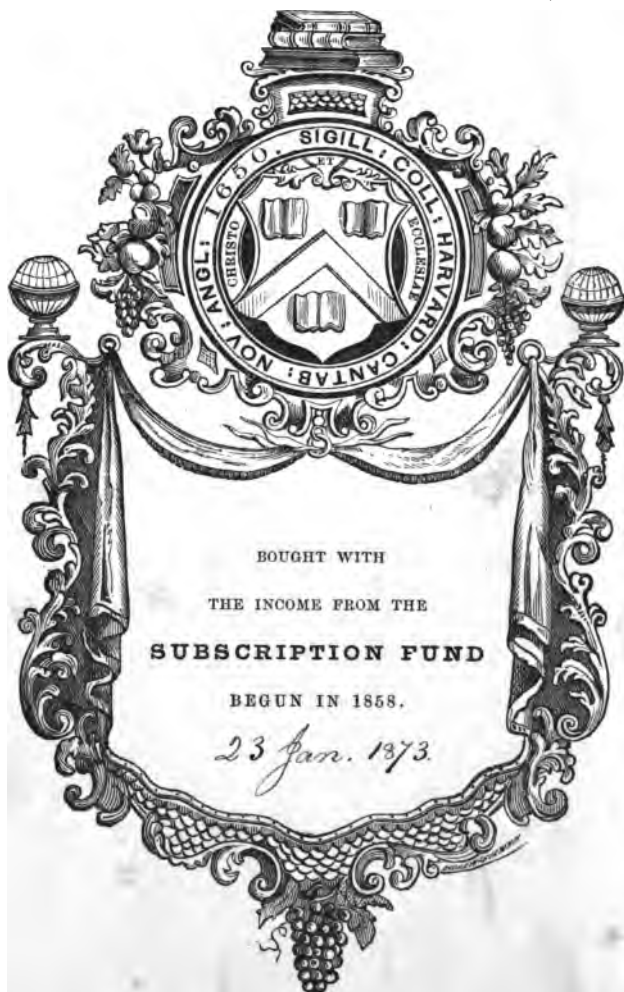 SIGILL : COLL : HARVARD : CANTAB : NOV : ANGL : 1650.
ET
CHRISTO
ECCLESIAE
BOUGHT WITH
THE INCOME FROM THE
SUBSCRIPTION FUND
BEGUN IN 1858.
23 Jan. 1873.